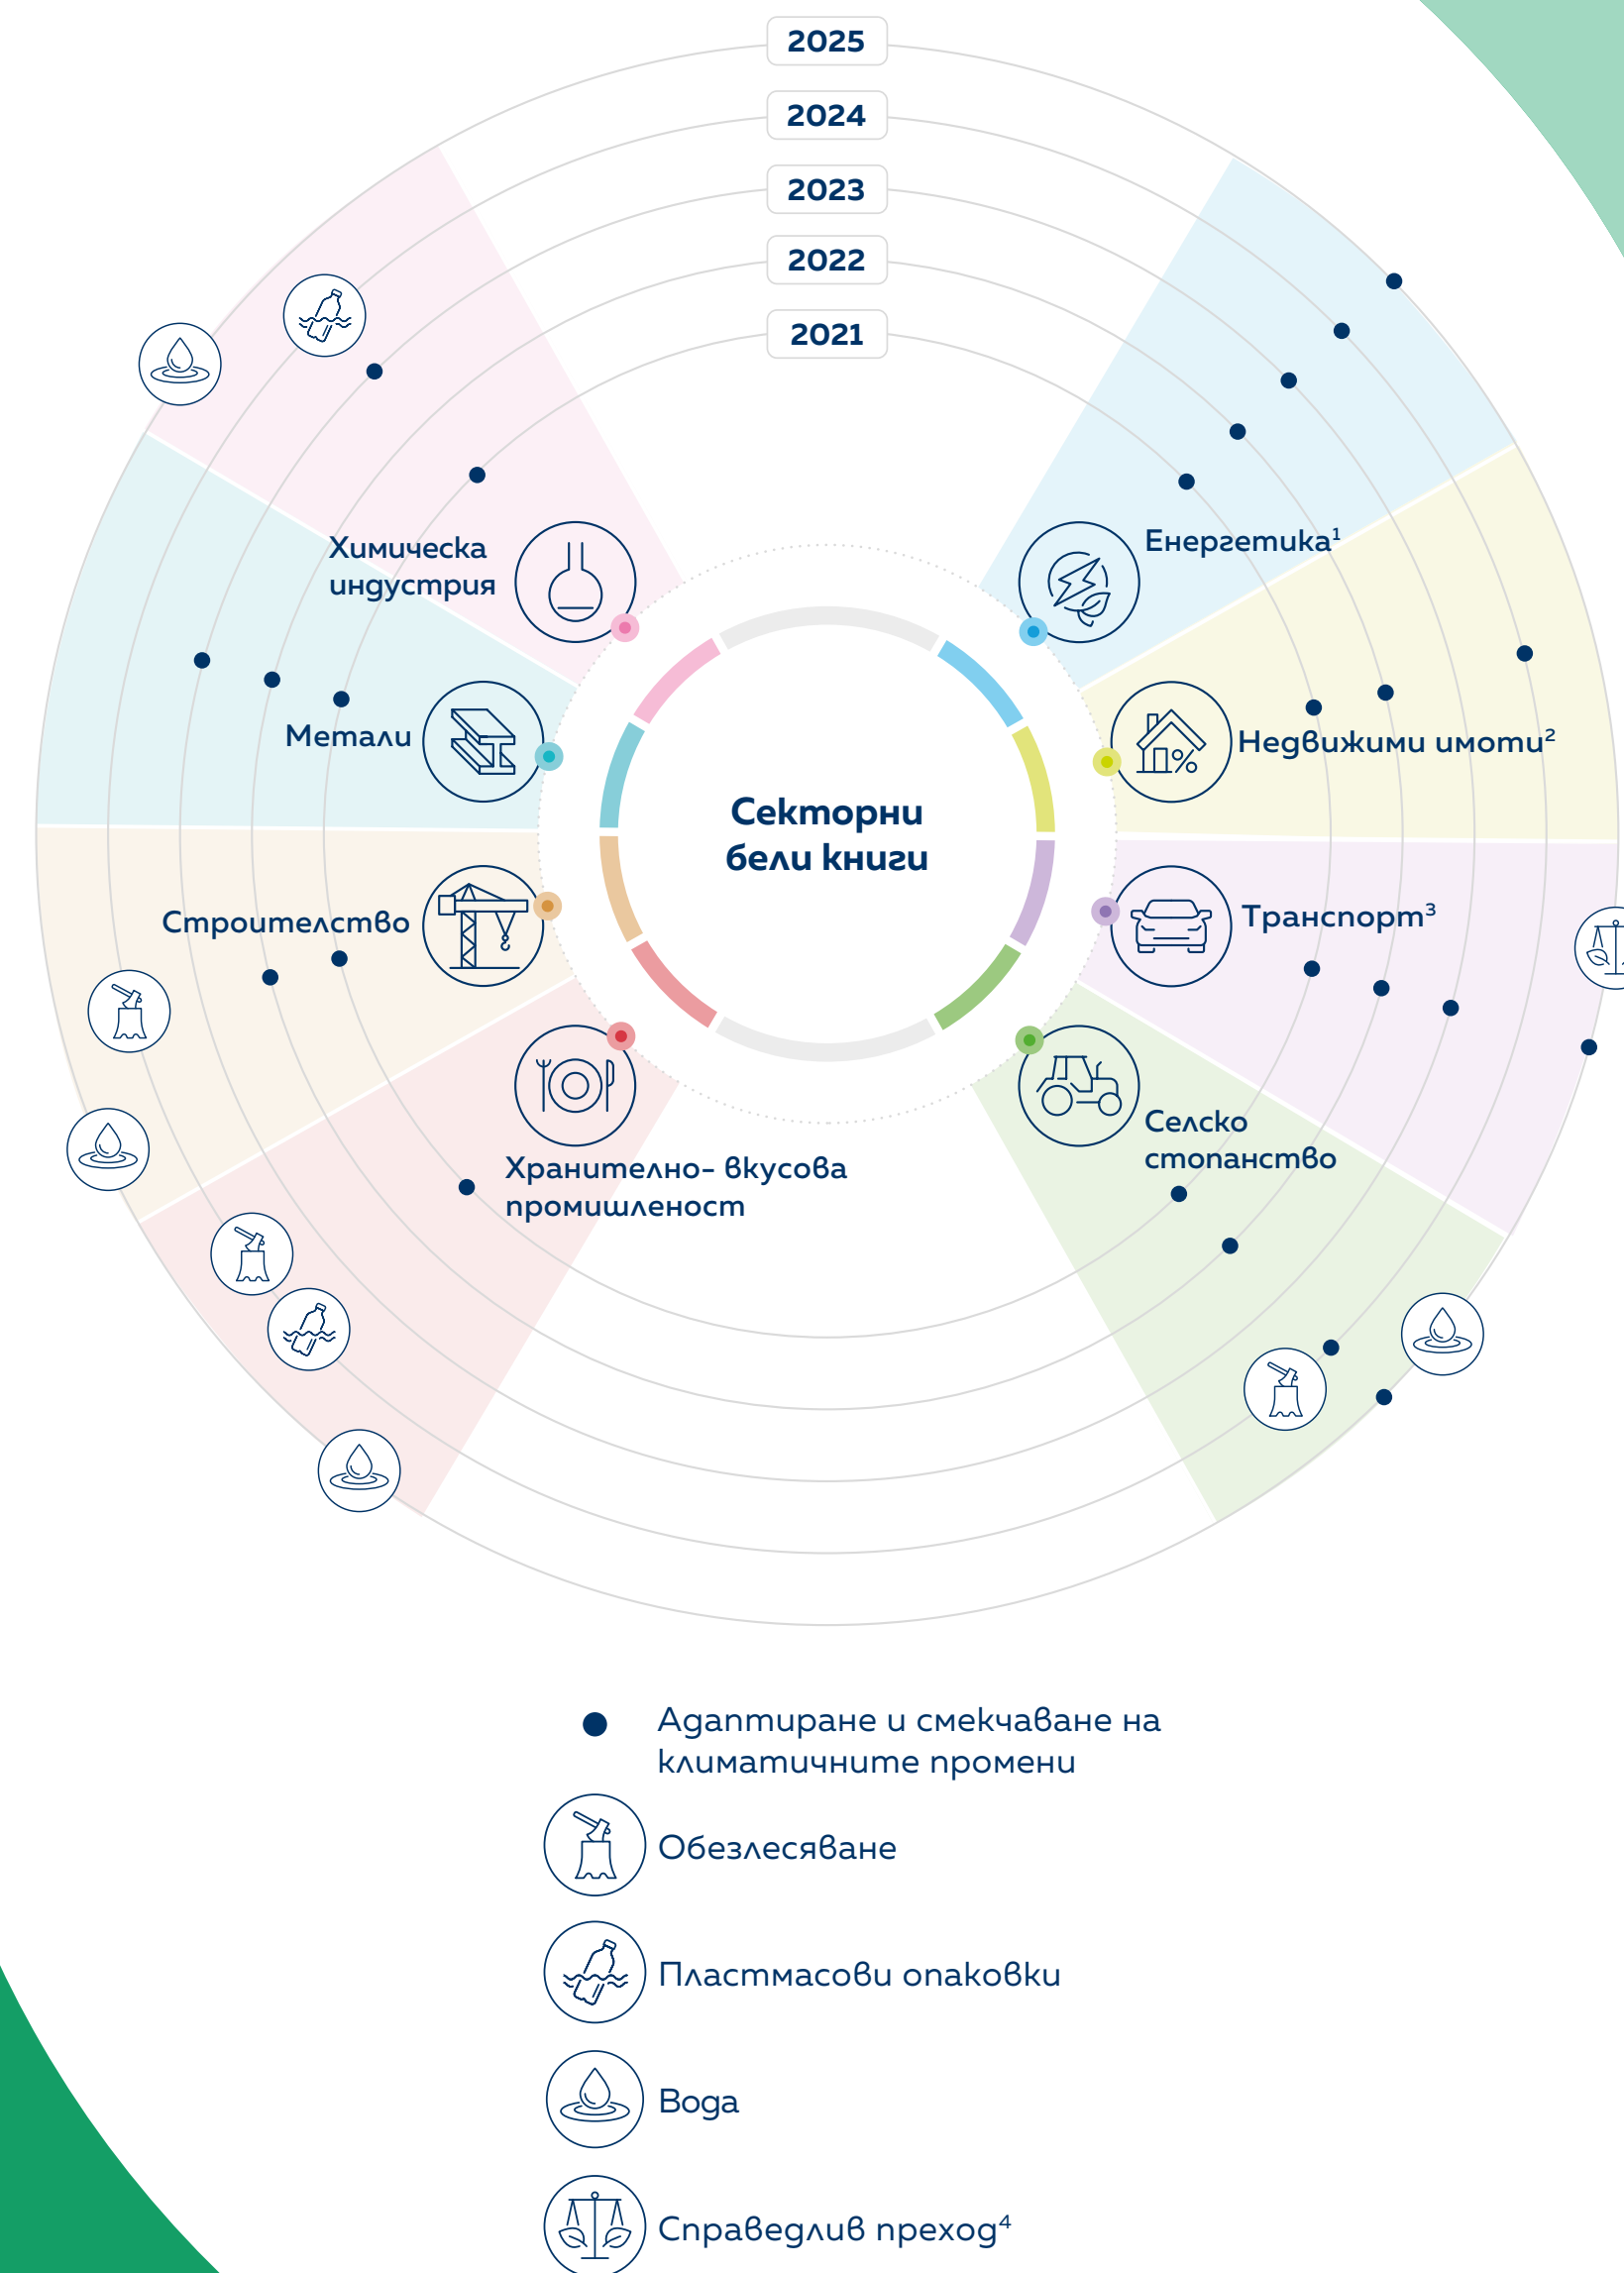 2025
2024
2023
2022
2021
Химическа
индустрия
Енергетика¹
Метали
Недвижими имоти²
Секторни
бели книги
Строителство
Транспорт³
Хранително- вкусова
промишленост
Селско
стопанство
Адаптиране и смекчаване на
климатичните промени
Обезлесяване
Пластмасови опаковки
Вода
Справедлив преход⁴